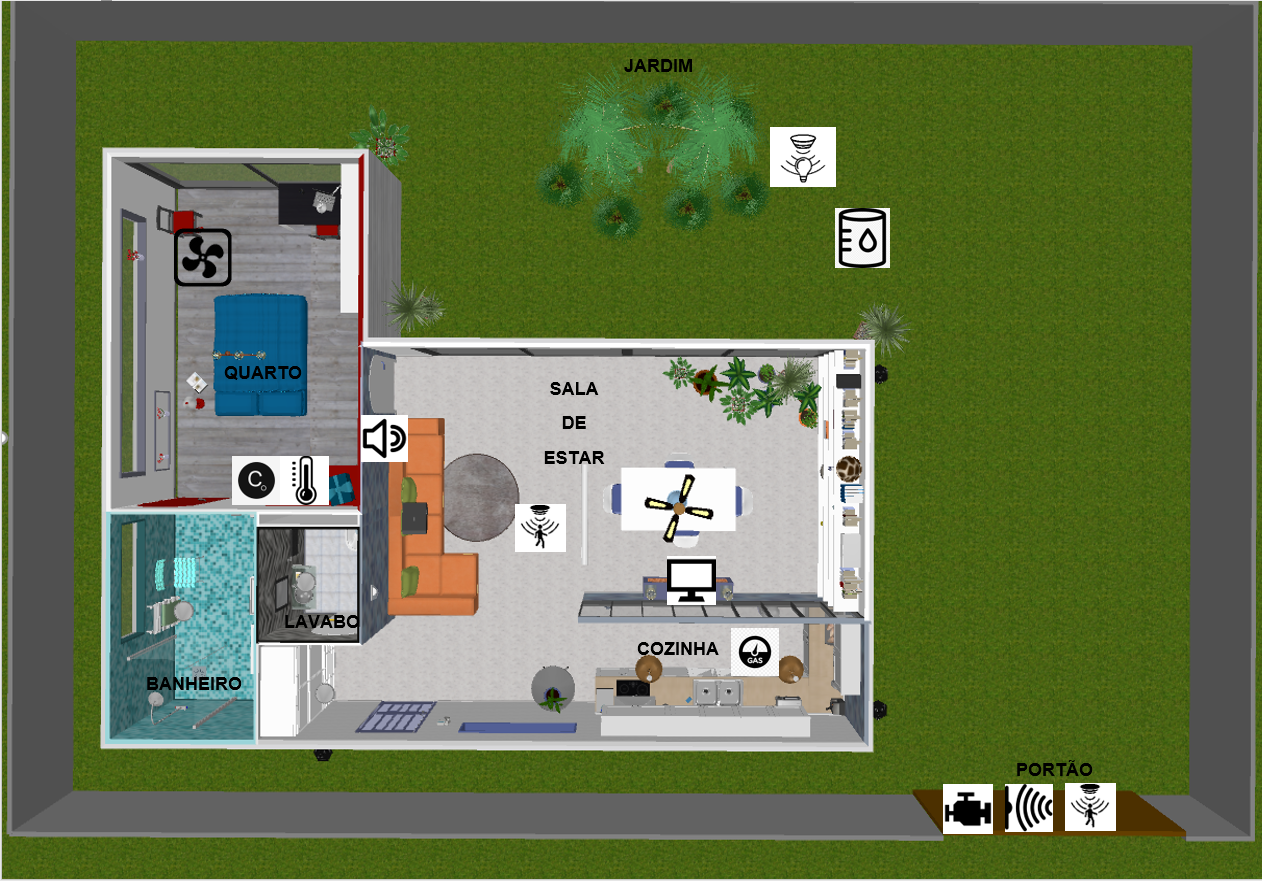 JARDIM
QUARTO
SALA
DE
ESTAR
C
LAVABO
COZINHA
GAS
BANHEIRO
PORTÃO